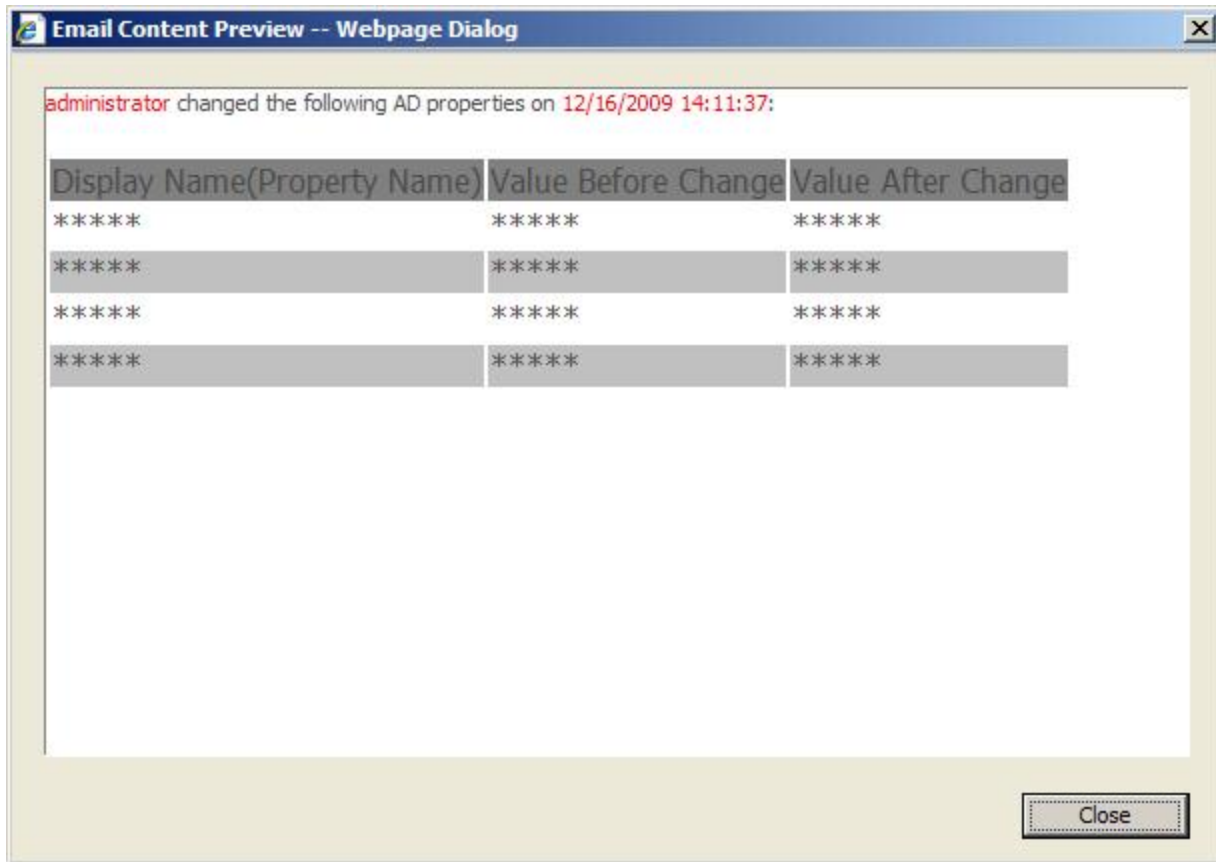 Email Content Preview -- Webpage Dialog
administrator changed the following AD properties on 12/16/2009 14:11:37:
Display Name(Property Name) Value Before Change Value After Change
***** ***** *****
***** ***** *****
***** ***** *****
***** ***** *****
Close